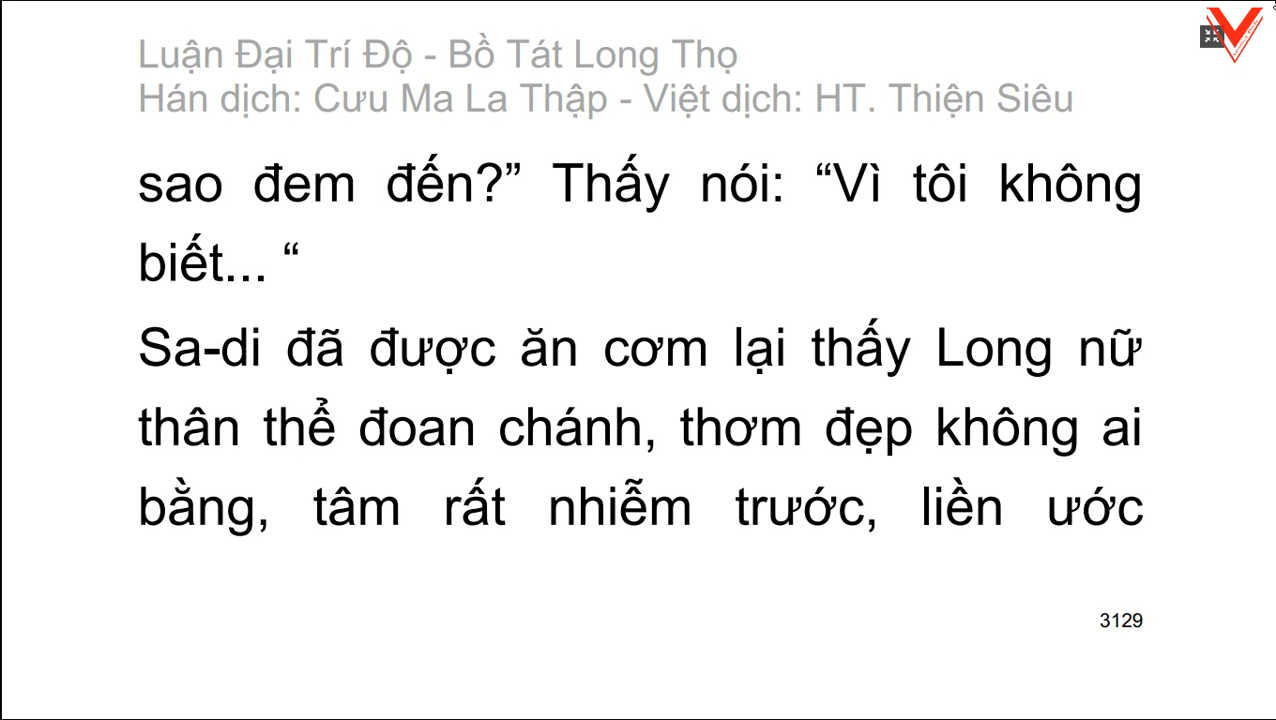 Luận Đại Trí Độ - Bồ Tát Long Thọ
Hán dịch: Cưu Ma La Thập - Việt dịch: HT. Thiện Siêu
sao đem đến?” Thấy nói: “Vì tôi không
biết... “
Sa-di đã được ăn cơm lại thấy Long nữ
thân thể đoan chánh, thơm đẹp không ai
bằng, tâm rất nhiễm trước, liền ước
3129